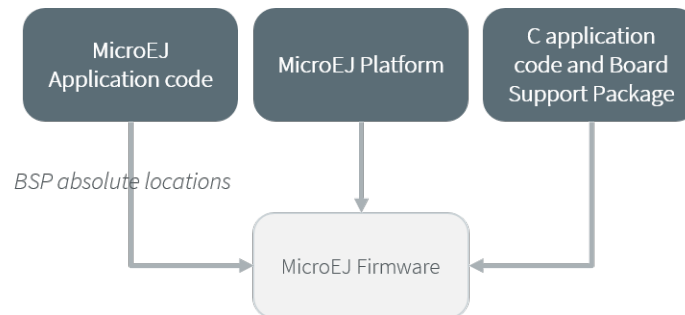 MicroEJ
Application code
MicroEJ Platform
C application
code and Board
Support Package
BSP absolute locations
MicroEJ Firmware